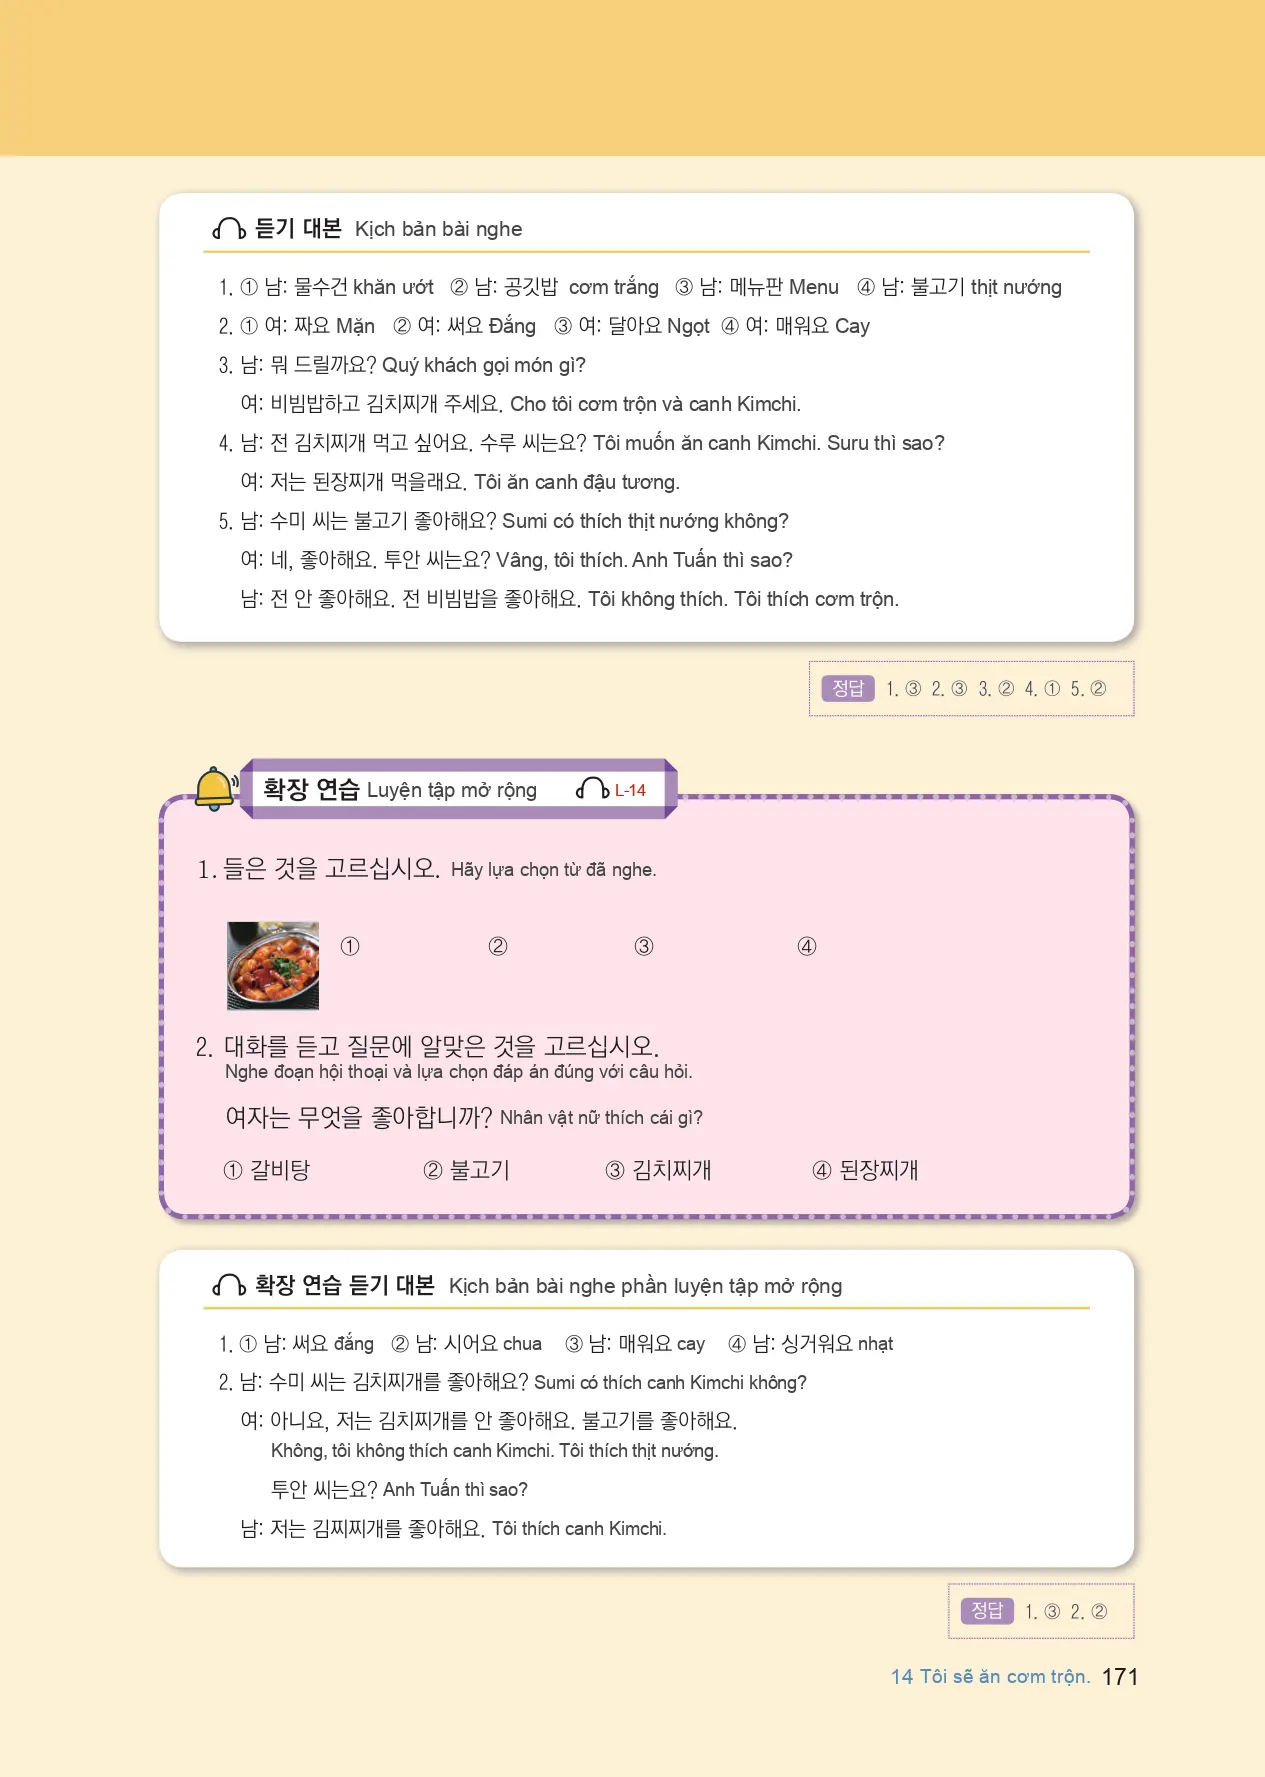 듣기 대본 Kịch bản bài nghe
1. ① 남: 물수건 khăn ướt ② 남: 공깃밥 cơm trắng ③ 남: 메뉴판 Menu ④ 남: 불고기 thịt nướng
2. ① 여: 짜요 Mặn ② 여: 써요 Đắng ③ 여: 달아요 Ngọt ④ 여: 매워요 Cay
3. 남: 뭐 드릴까요? Quý khách gọi món gì?
여: 비빔밥하고 김치찌개 주세요. Cho tôi cơm trộn và canh Kimchi.
4. 남: 전 김치찌개 먹고 싶어요. 수루 씨는요? Tôi muốn ăn canh Kimchi. Suru thì sao?
여: 저는 된장찌개 먹을래요. Tôi ăn canh đậu tương.
5. 남: 수미 씨는 불고기 좋아해요? Sumi có thích thịt nướng không?
여: 네, 좋아해요. 투안 씨는요? Vâng, tôi thích. Anh Tuấn thì sao?
남: 전 안 좋아해요. 전 비빔밥을 좋아해요. Tôi không thích. Tôi thích cơm trộn.
정답 1. ③ 2. ③ 3. ② 4. ① 5. ②
확장 연습 Luyện tập mở rộng L-14
1. 들은 것을 고르십시오. Hãy lựa chọn từ đã nghe.
① ② ③ ④
2. 대화를 듣고 질문에 알맞은 것을 고르십시오.
Nghe đoạn hội thoại và lựa chọn đáp án đúng với câu hỏi.
여자는 무엇을 좋아합니까? Nhân vật nữ thích cái gì?
① 갈비탕 ② 불고기 ③ 김치찌개 ④ 된장찌개
확장 연습 듣기 대본 Kịch bản bài nghe phần luyện tập mở rộng
1. ① 남: 써요 đắng ② 남: 시어요 chua ③ 남: 매워요 cay ④ 남: 싱거워요 nhạt
2. 남: 수미 씨는 김치찌개를 좋아해요? Sumi có thích canh Kimchi không?
여: 아니요, 저는 김치찌개를 안 좋아해요. 불고기를 좋아해요.
Không, tôi không thích canh Kimchi. Tôi thích thịt nướng.
투안 씨는요? Anh Tuấn thì sao?
남: 저는 김찌찌개를 좋아해요. Tôi thích canh Kimchi.
정답 1. ③ 2. ②
14 Tôi sẽ ăn cơm trộn. 171